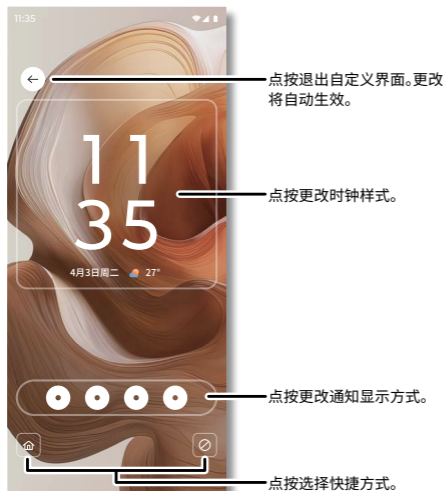 11:35
点按退出自定义界面。更改
将自动生效。
11
35
点按更改时钟样式。
4月3日周二 27°
点按更改通知显示方式。
点按选择快捷方式。